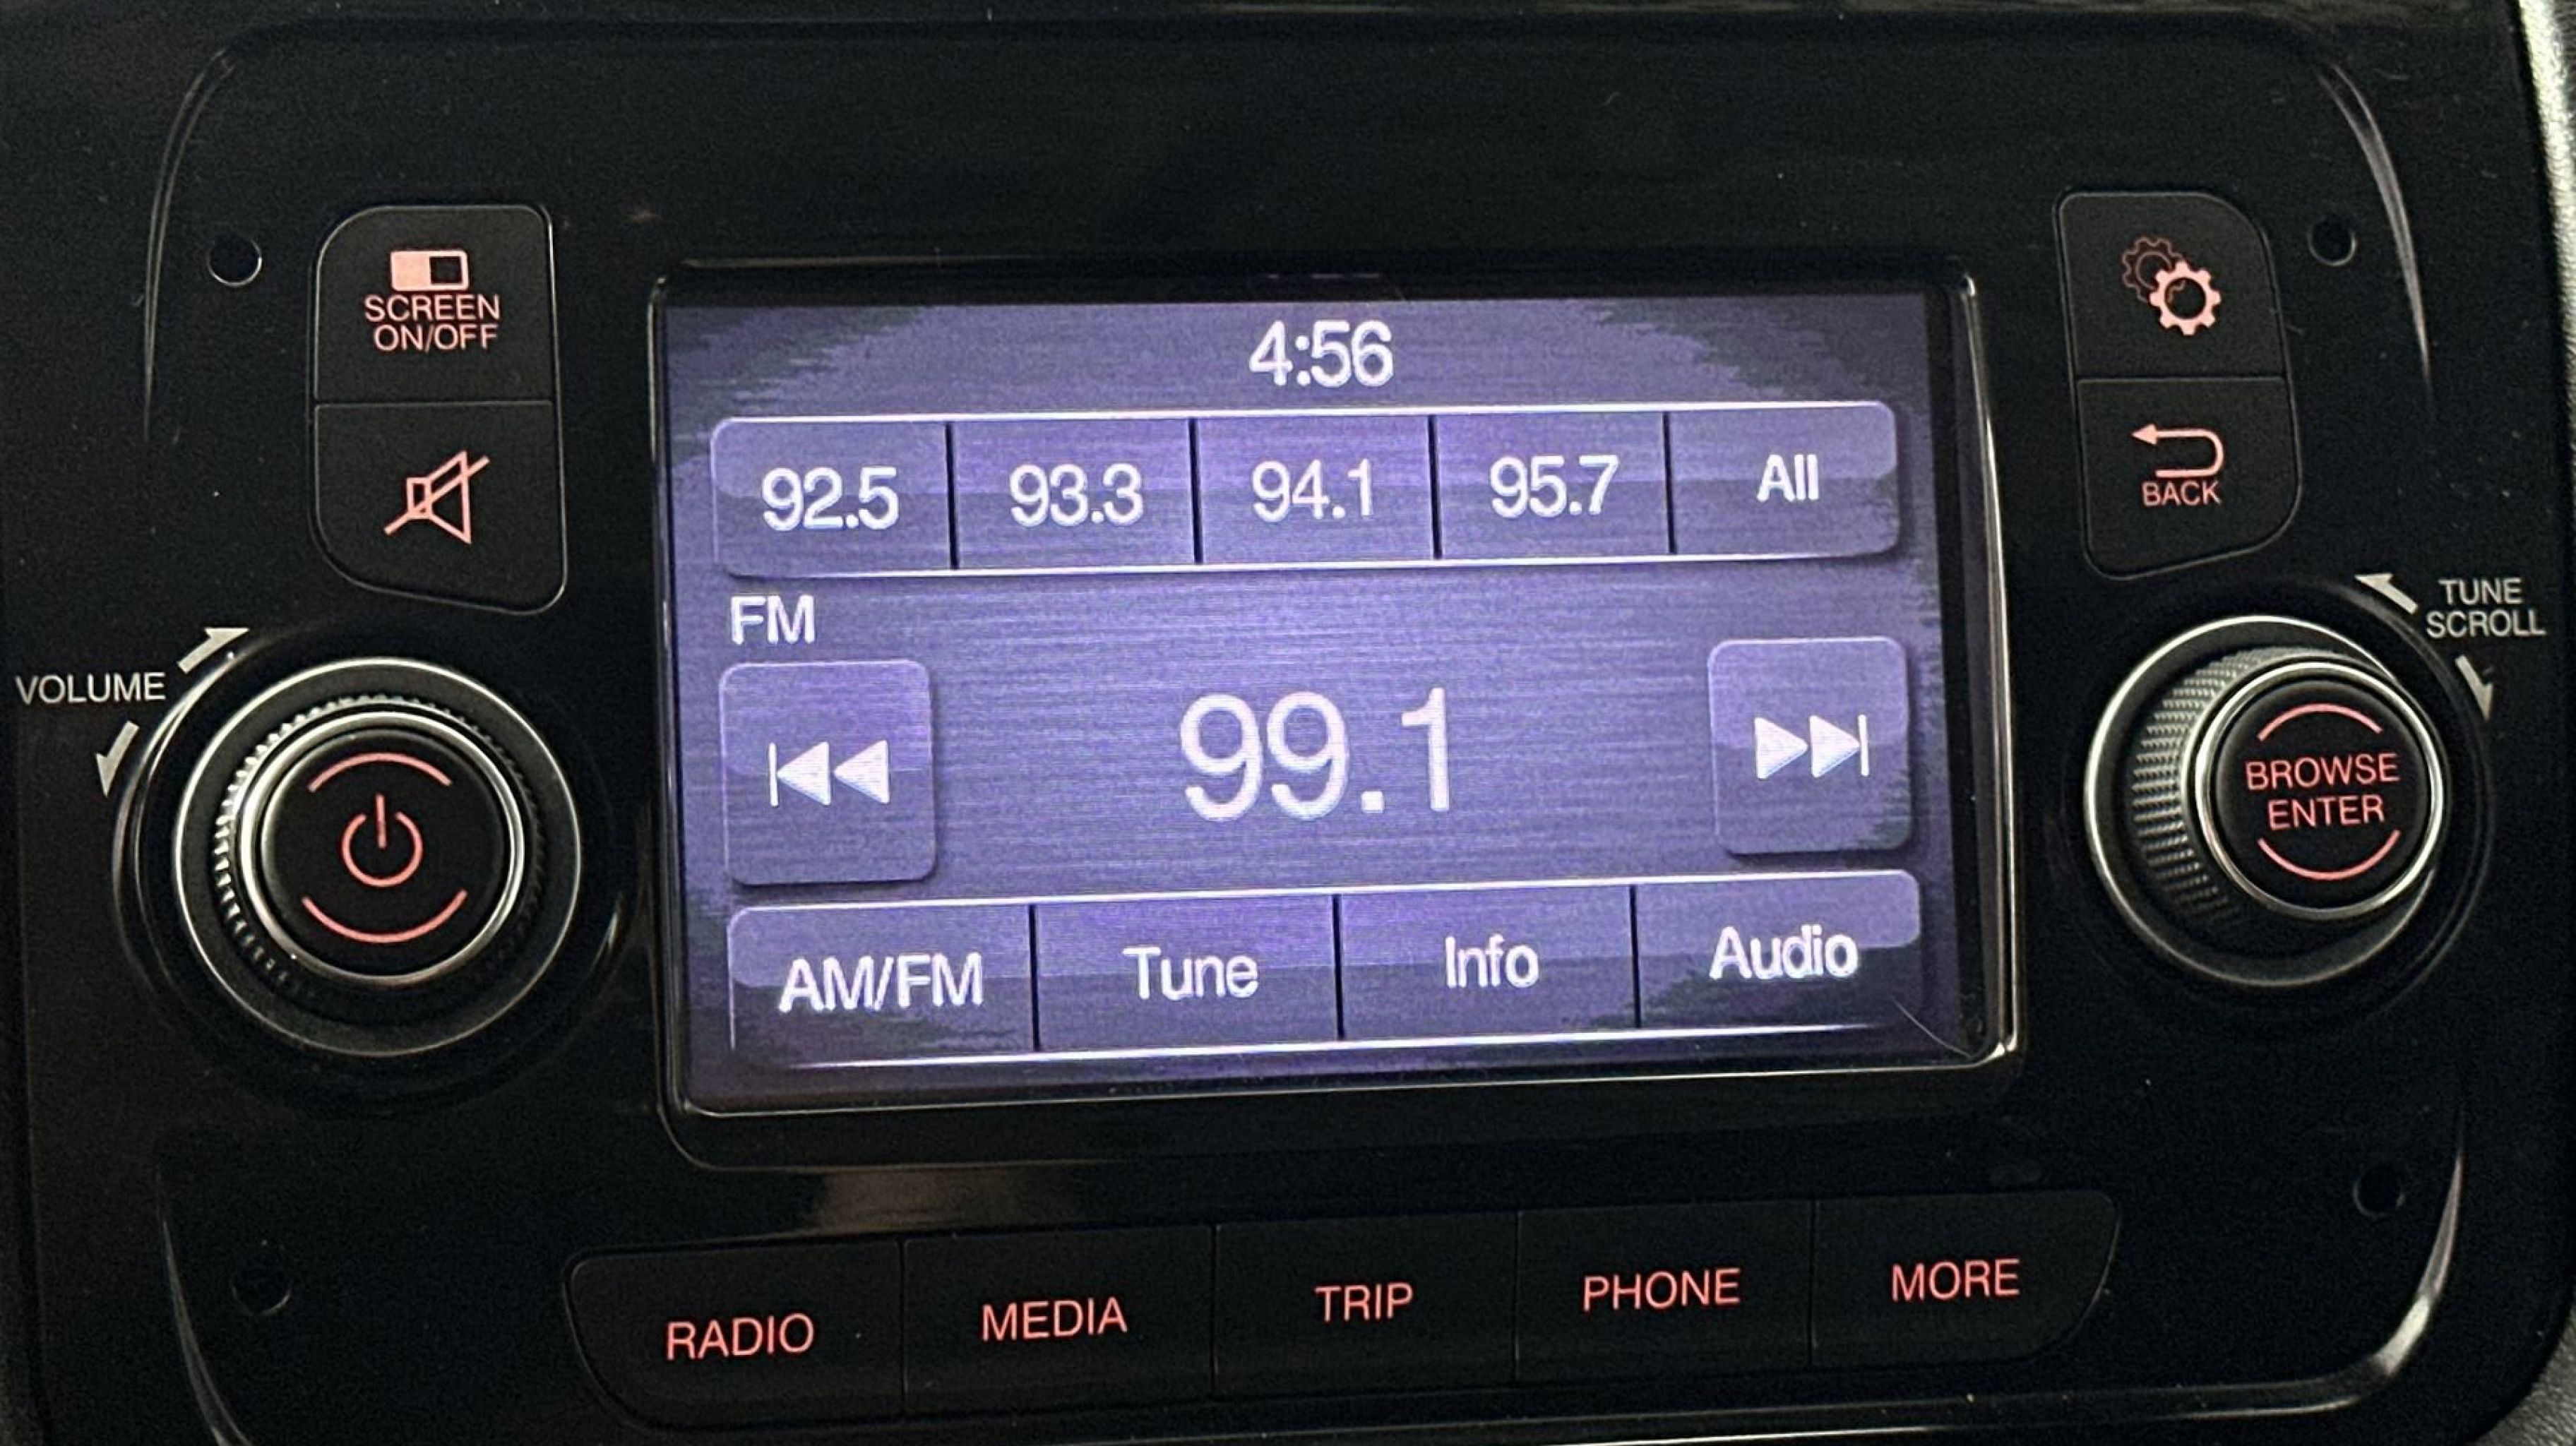 SCREEN
ON/OFF
VOLUME
4:56
92.5 93.3 94.1 95.7 All
FM
99.1
AM/FM Tune Info Audio
BACK
TUNE
SCROLL
BROWSE
ENTER
RADIO MEDIA TRIP PHONE MORE